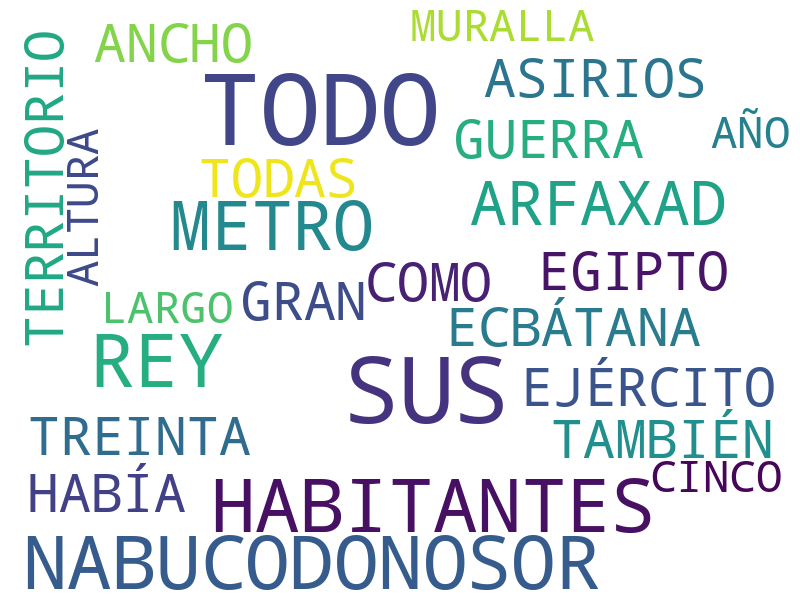 MURALLA
ANCHO
TERRITORIO
TODO
ASIRIOS
GUERRA
AÑO
ALTURA
TODAS
ARFAXAD
METRO
EGIPTO
COMO
GRAN
LARGO
ECBÁTANA
REY
SUS
EJÉRCITO
TREINTA
TAMBIÉN
CINCO
HABÍA
HABITANTES
NABUCODONOSOR